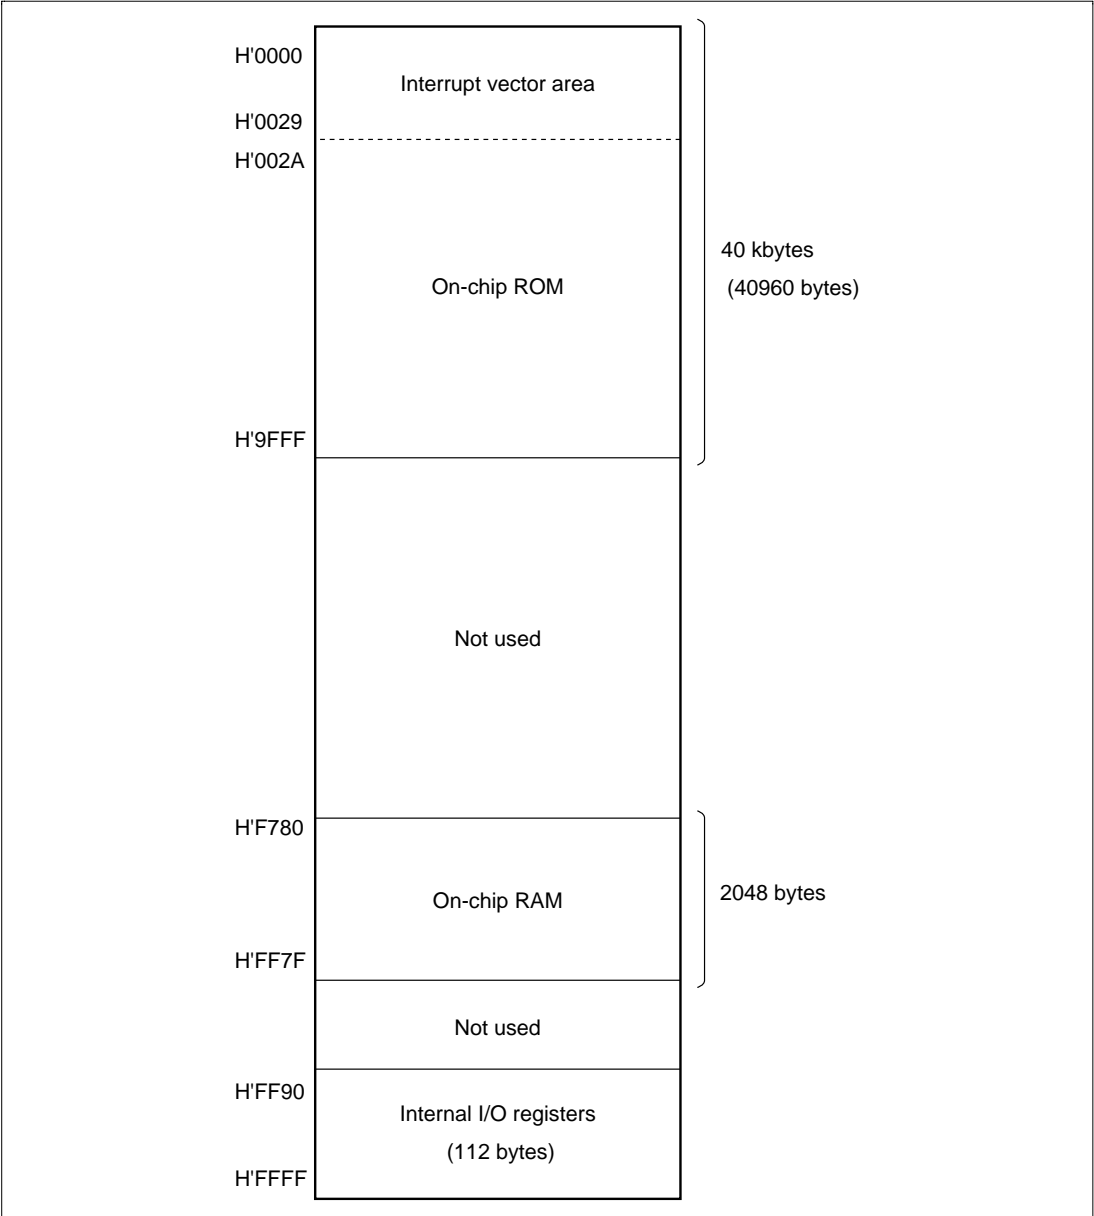 H'0000
Interrupt vector area
H'0029
H'002A
40 kbytes
On-chip ROM
(40960 bytes)
H'9FFF
Not used
H'F780
On-chip RAM
2048 bytes
H'FF7F
Not used
H'FF90
Internal I/O registers
(112 bytes)
H'FFFF